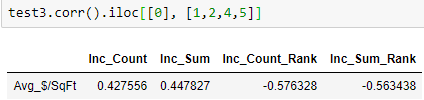 test3.corr().iloc[[0], [1,2,4,5]]
Inc_Count Inc_Sum Inc_Count_Rank Inc_Sum_Rank
Avg_$/SqFt 0.427556 0.447827 -0.576328 -0.563438